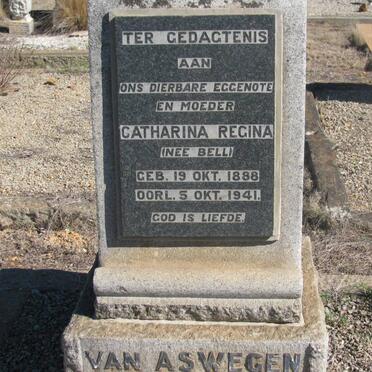 TER GEDAGTENIS
AAN
ONS DIERBARE EGGENOTE
EN MOEDER
CATHARINA REGINA
(NEE BELL)
GEB. 19 OKT. 1888
OORL. 5 OKT. 1941.
GOD IS LIEFDE.
VAN ASWEGEN